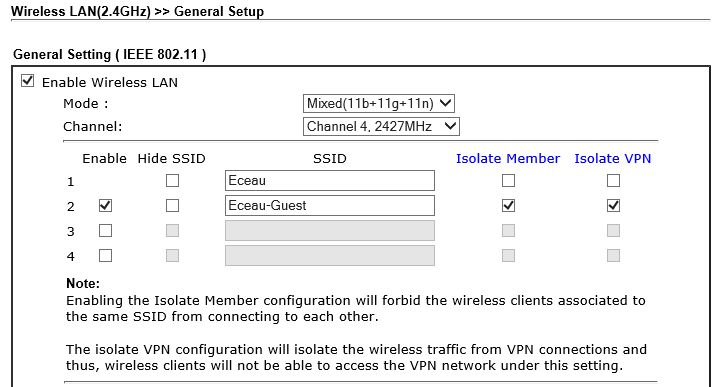 Wireless LAN(2.4GHz) >> General Setup
General Setting ( IEEE 802.11 )
Enable Wireless LAN
Mode : Mixed(11b+11g+11n)
Channel: Channel 4, 2427MHz
Enable Hide SSID SSID Isolate Member Isolate VPN
1 Eceau
2 Eceau-Guest
3
4
Note:
Enabling the Isolate Member configuration will forbid the wireless clients associated to
the same SSID from connecting to each other.
The isolate VPN configuration will isolate the wireless traffic from VPN connections and
thus, wireless clients will not be able to access the VPN network under this setting.